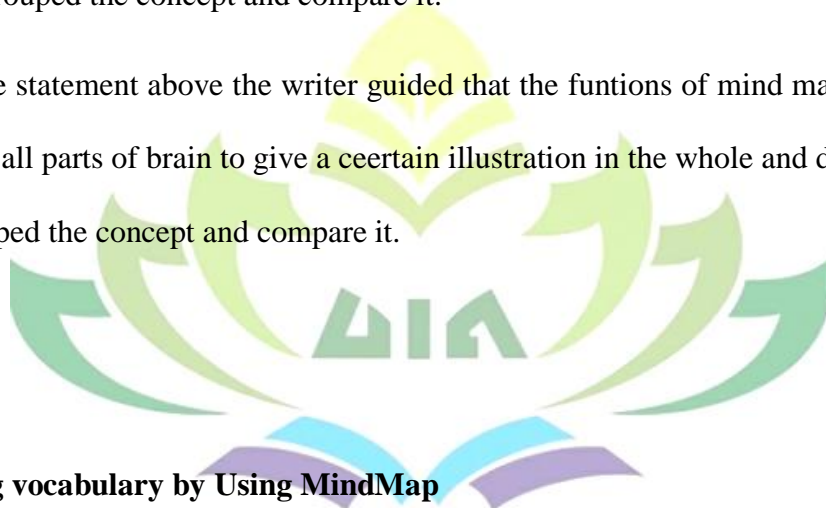 ouped the concept and compare it.
e statement above the writer guided that the funtions of mind ma
all parts of brain to give a ceertain illustration in the whole and d
ped the concept and compare it.
UIN
g vocabulary by Using MindMap